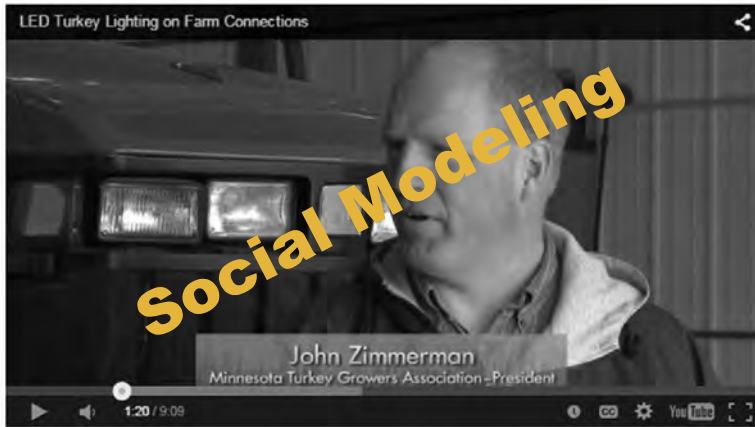 LED Turkey Lighting on Farm Connections
Social Modeling
John Zimmerman
Minnesota Turkey Growers Association-President
1:20 / 9:09
CC
YouTube